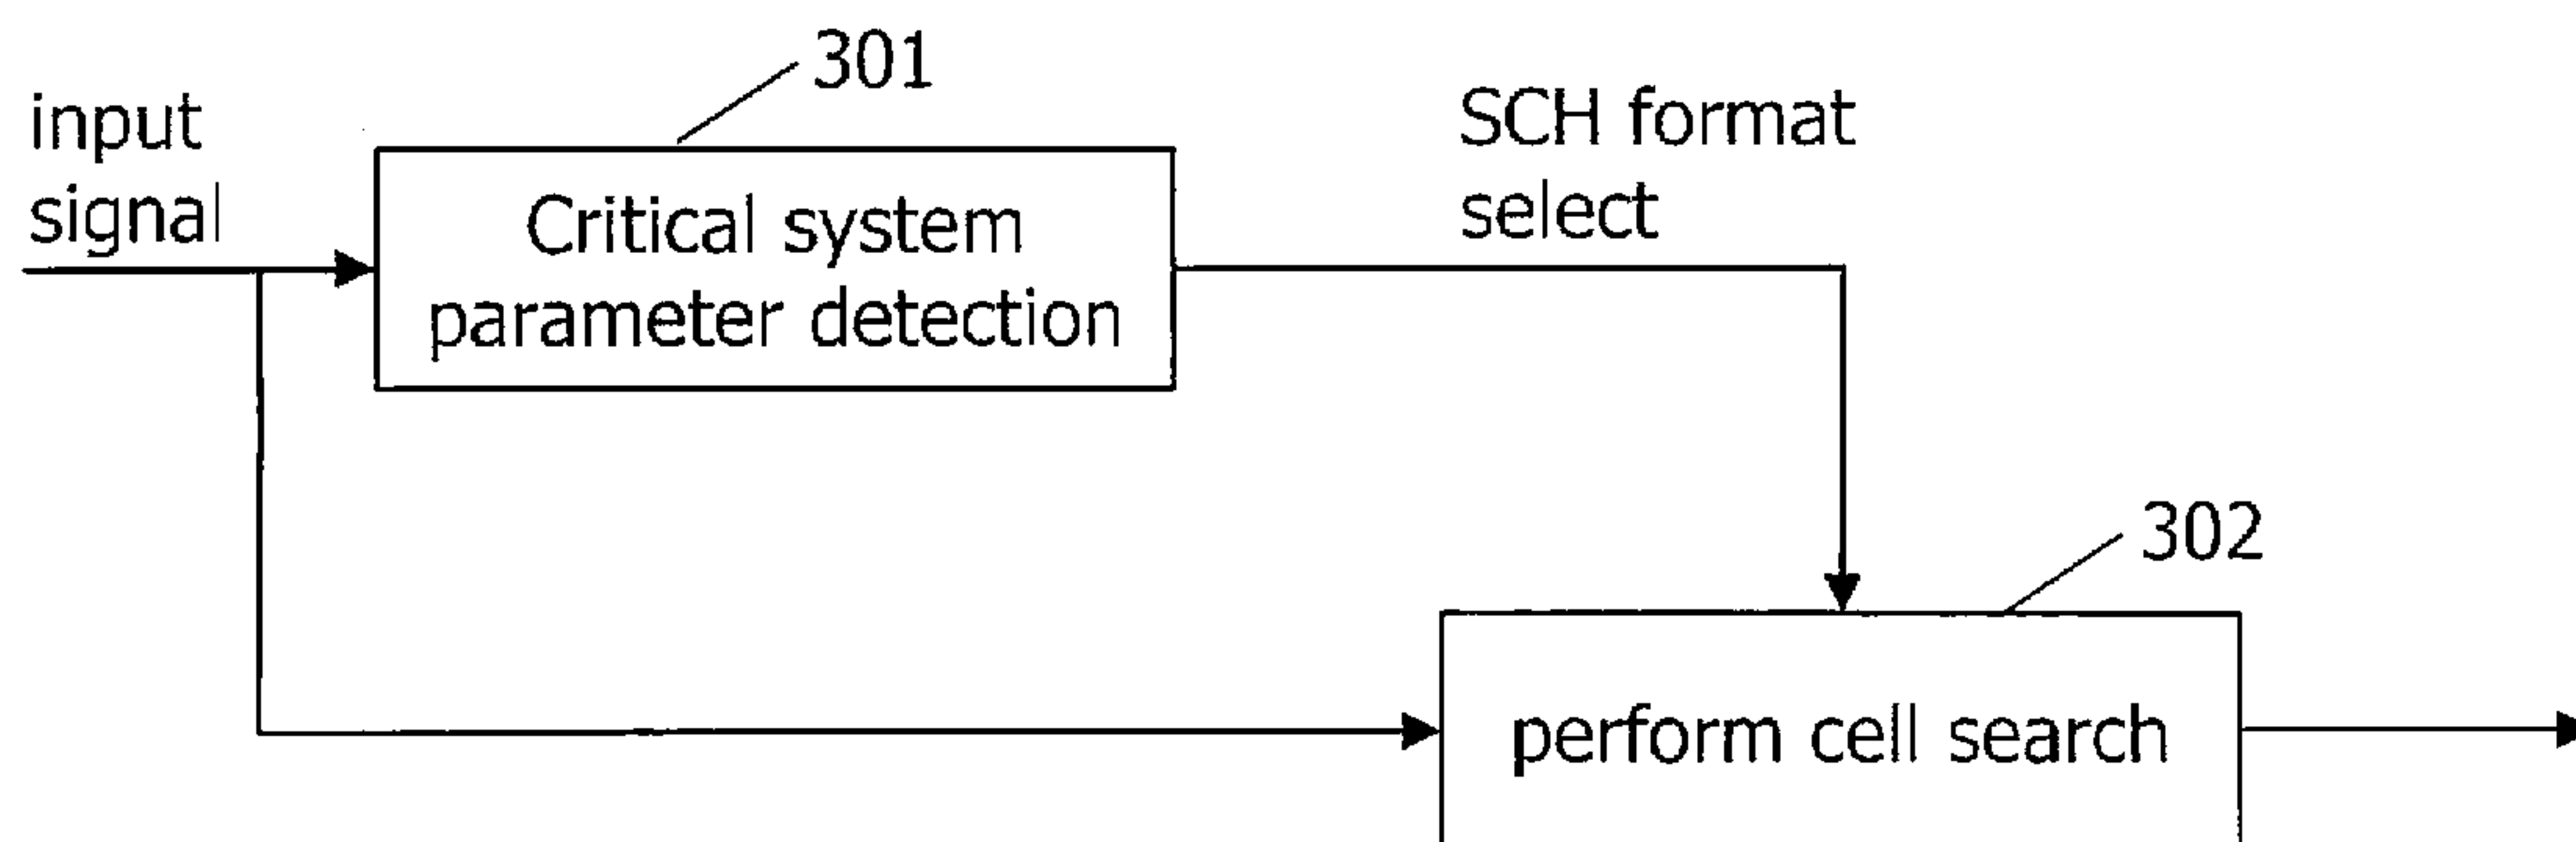 301
input
signal
Critical system
parameter detection
SCH format
select
302
perform cell search